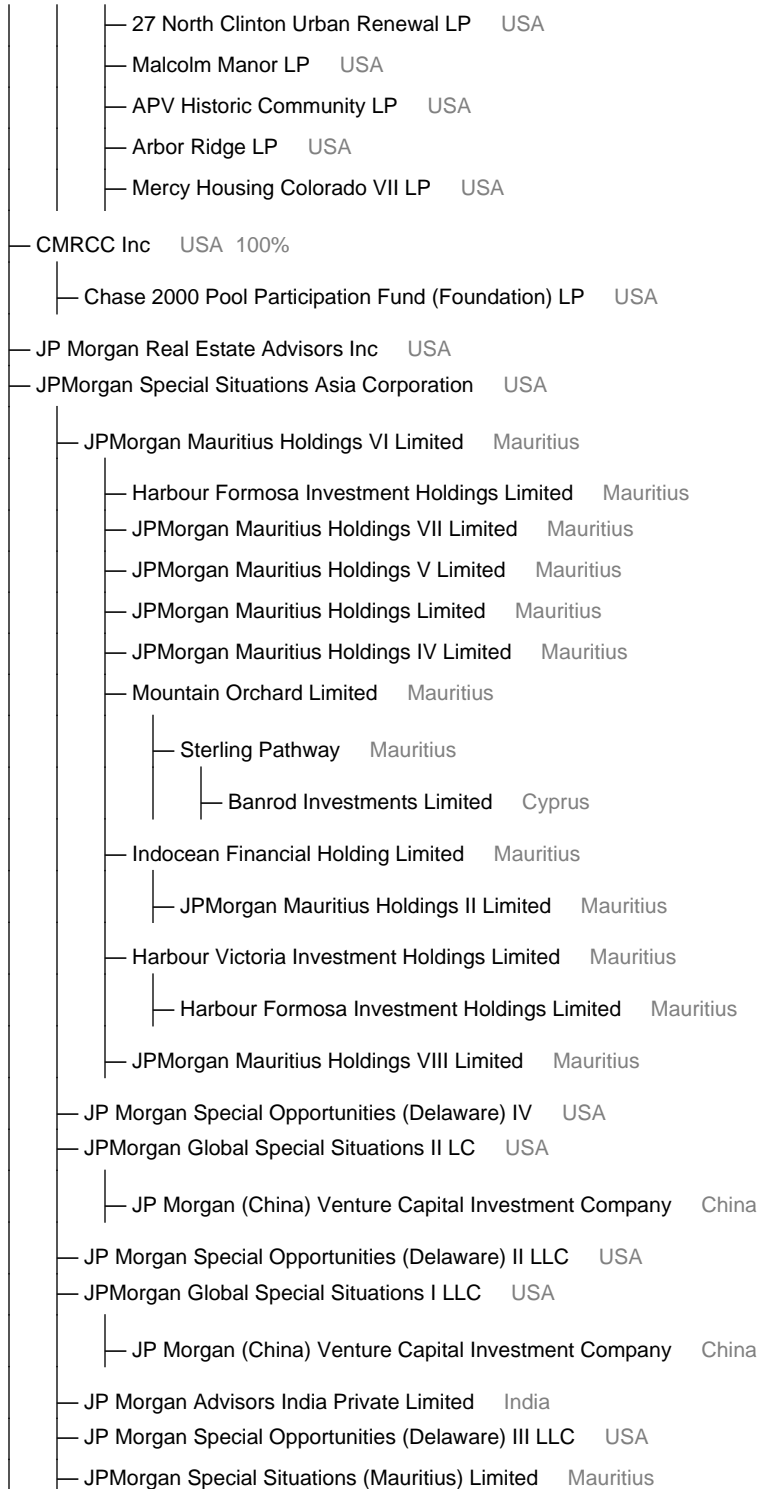 27 North Clinton Urban Renewal LP USA
Malcolm Manor LP USA
APV Historic Community LP USA
Arbor Ridge LP USA
Mercy Housing Colorado VII LP USA
CMRCC Inc USA 100%
Chase 2000 Pool Participation Fund (Foundation) LP USA
JP Morgan Real Estate Advisors Inc USA
JPMorgan Special Situations Asia Corporation USA
JPMorgan Mauritius Holdings VI Limited Mauritius
Harbour Formosa Investment Holdings Limited Mauritius
JPMorgan Mauritius Holdings VII Limited Mauritius
JPMorgan Mauritius Holdings V Limited Mauritius
JPMorgan Mauritius Holdings Limited Mauritius
JPMorgan Mauritius Holdings IV Limited Mauritius
Mountain Orchard Limited Mauritius
Sterling Pathway Mauritius
Banrod Investments Limited Cyprus
Indocean Financial Holding Limited Mauritius
JPMorgan Mauritius Holdings II Limited Mauritius
Harbour Victoria Investment Holdings Limited Mauritius
Harbour Formosa Investment Holdings Limited Mauritius
JPMorgan Mauritius Holdings VIII Limited Mauritius
JP Morgan Special Opportunities (Delaware) IV USA
JPMorgan Global Special Situations II LC USA
JP Morgan (China) Venture Capital Investment Company China
JP Morgan Special Opportunities (Delaware) II LLC USA
JPMorgan Global Special Situations I LLC USA
JP Morgan (China) Venture Capital Investment Company China
JP Morgan Advisors India Private Limited India
JP Morgan Special Opportunities (Delaware) III LLC USA
JPMorgan Special Situations (Mauritius) Limited Mauritius